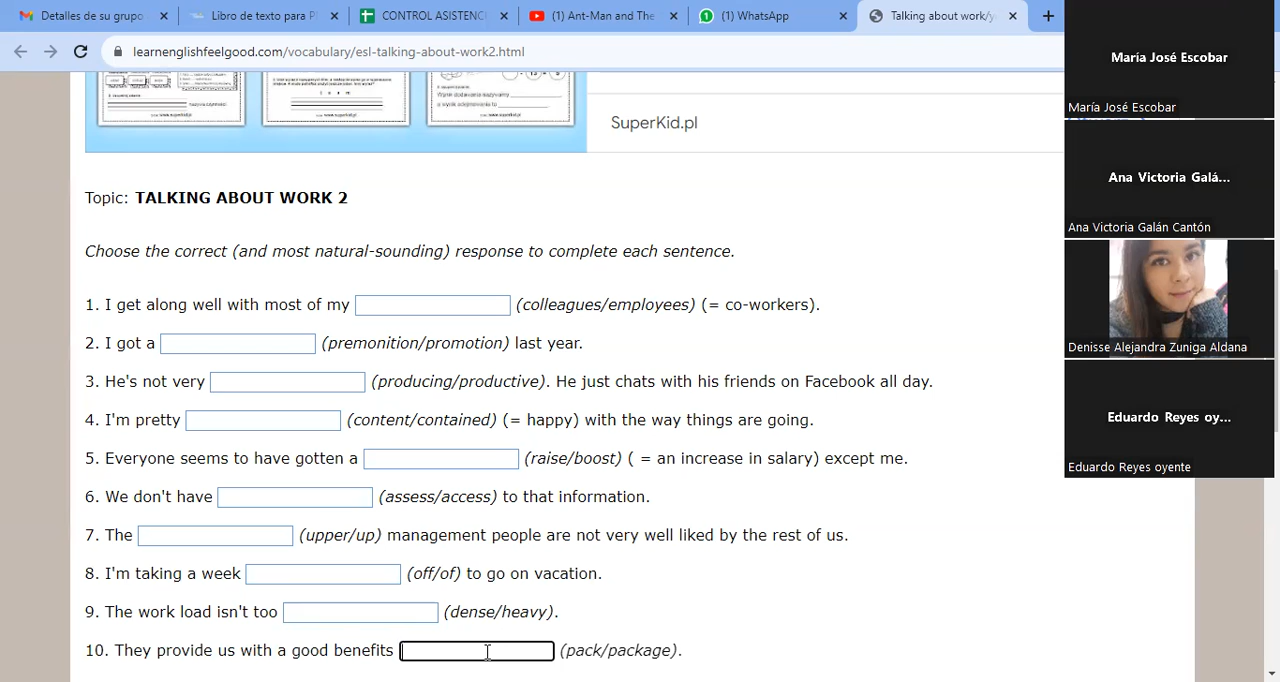 Detalles de su grupo
Libro de texto para Pl
CONTROL ASISTENC
(1) Ant-Man and The
(1) WhatsApp
Talking about work/y
learnenglishfeelgood.com/vocabulary/esl-talking-about-work2.html
SuperKid.pl
Topic: TALKING ABOUT WORK 2
Choose the correct (and most natural-sounding) response to complete each sentence.
1. I get along well with most of my (colleagues/employees) (= co-workers).
2. I got a (premonition/promotion) last year.
3. He's not very (producing/productive). He just chats with his friends on Facebook all day.
4. I'm pretty (content/contained) (= happy) with the way things are going.
5. Everyone seems to have gotten a (raise/boost) ( = an increase in salary) except me.
6. We don't have (assess/access) to that information.
7. The (upper/up) management people are not very well liked by the rest of us.
8. I'm taking a week (off/of) to go on vacation.
9. The work load isn't too (dense/heavy).
10. They provide us with a good benefits (pack/package).
María José Escobar
María José Escobar
Ana Victoria Galá...
Ana Victoria Galán Cantón
Denisse Alejandra Zuniga Aldana
Eduardo Reyes oy...
Eduardo Reyes oyente